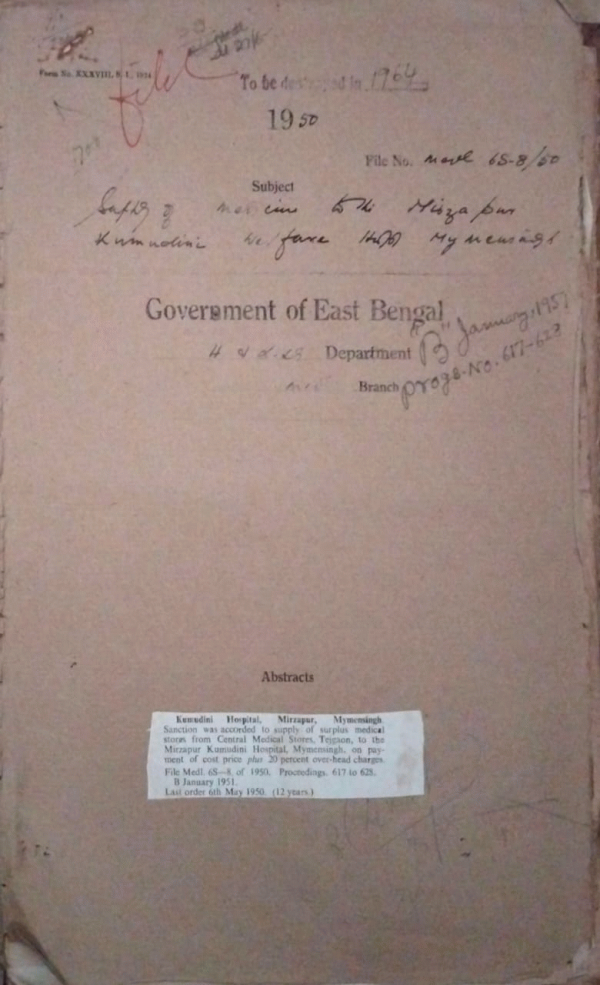 Form No. XXXVIII, S. I., 1914
file
To be destroyed in 1964
1950
File No. Medl 6S-8/50
Subject
Supply of medicine to the Mirzapur
Kumudini Welfare Hosp Mymensingh
Government of East Bengal
Department
"B" January, 1951
Branch
Progs. No. 617-623
Abstracts
Kumudini Hospital, Mirzapur, Mymensingh.
Sanction was accorded to supply of surplus medical
stores from Central Medical Stores, Tejgaon, to the
Mirzapur Kumudini Hospital, Mymensingh, on pay-
ment of cost price plus 20 percent over-head charges.
File Medl. 6S—8 of 1950. Proceedings. 617 to 623.
B January 1951.
Last order 6th May 1950. (12 years.)